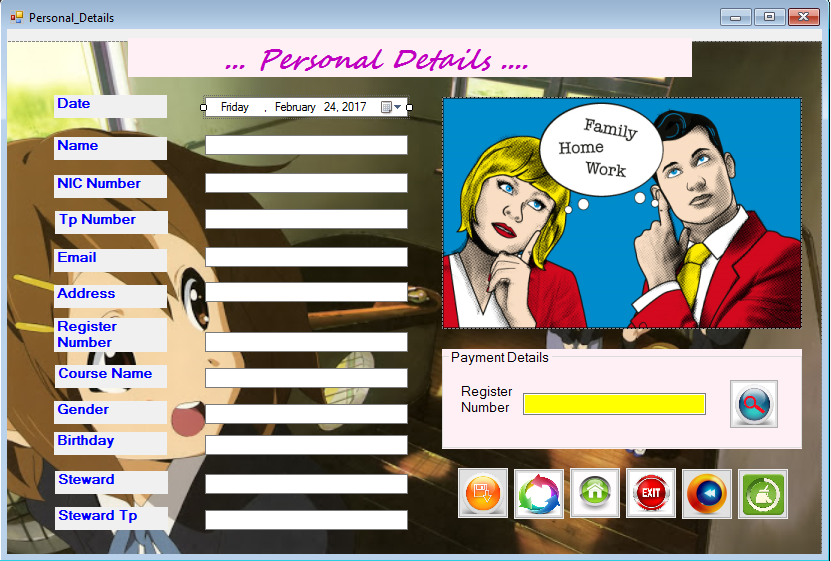 Personal_Details
... Personal Details ....
Date
Friday , February 24, 2017
Name
NIC Number
Tp Number
Email
Address
Register
Number
Course Name
Gender
Birthday
Steward
Steward Tp
Family
Home
Work
Payment Details
Register
Number
EXIT